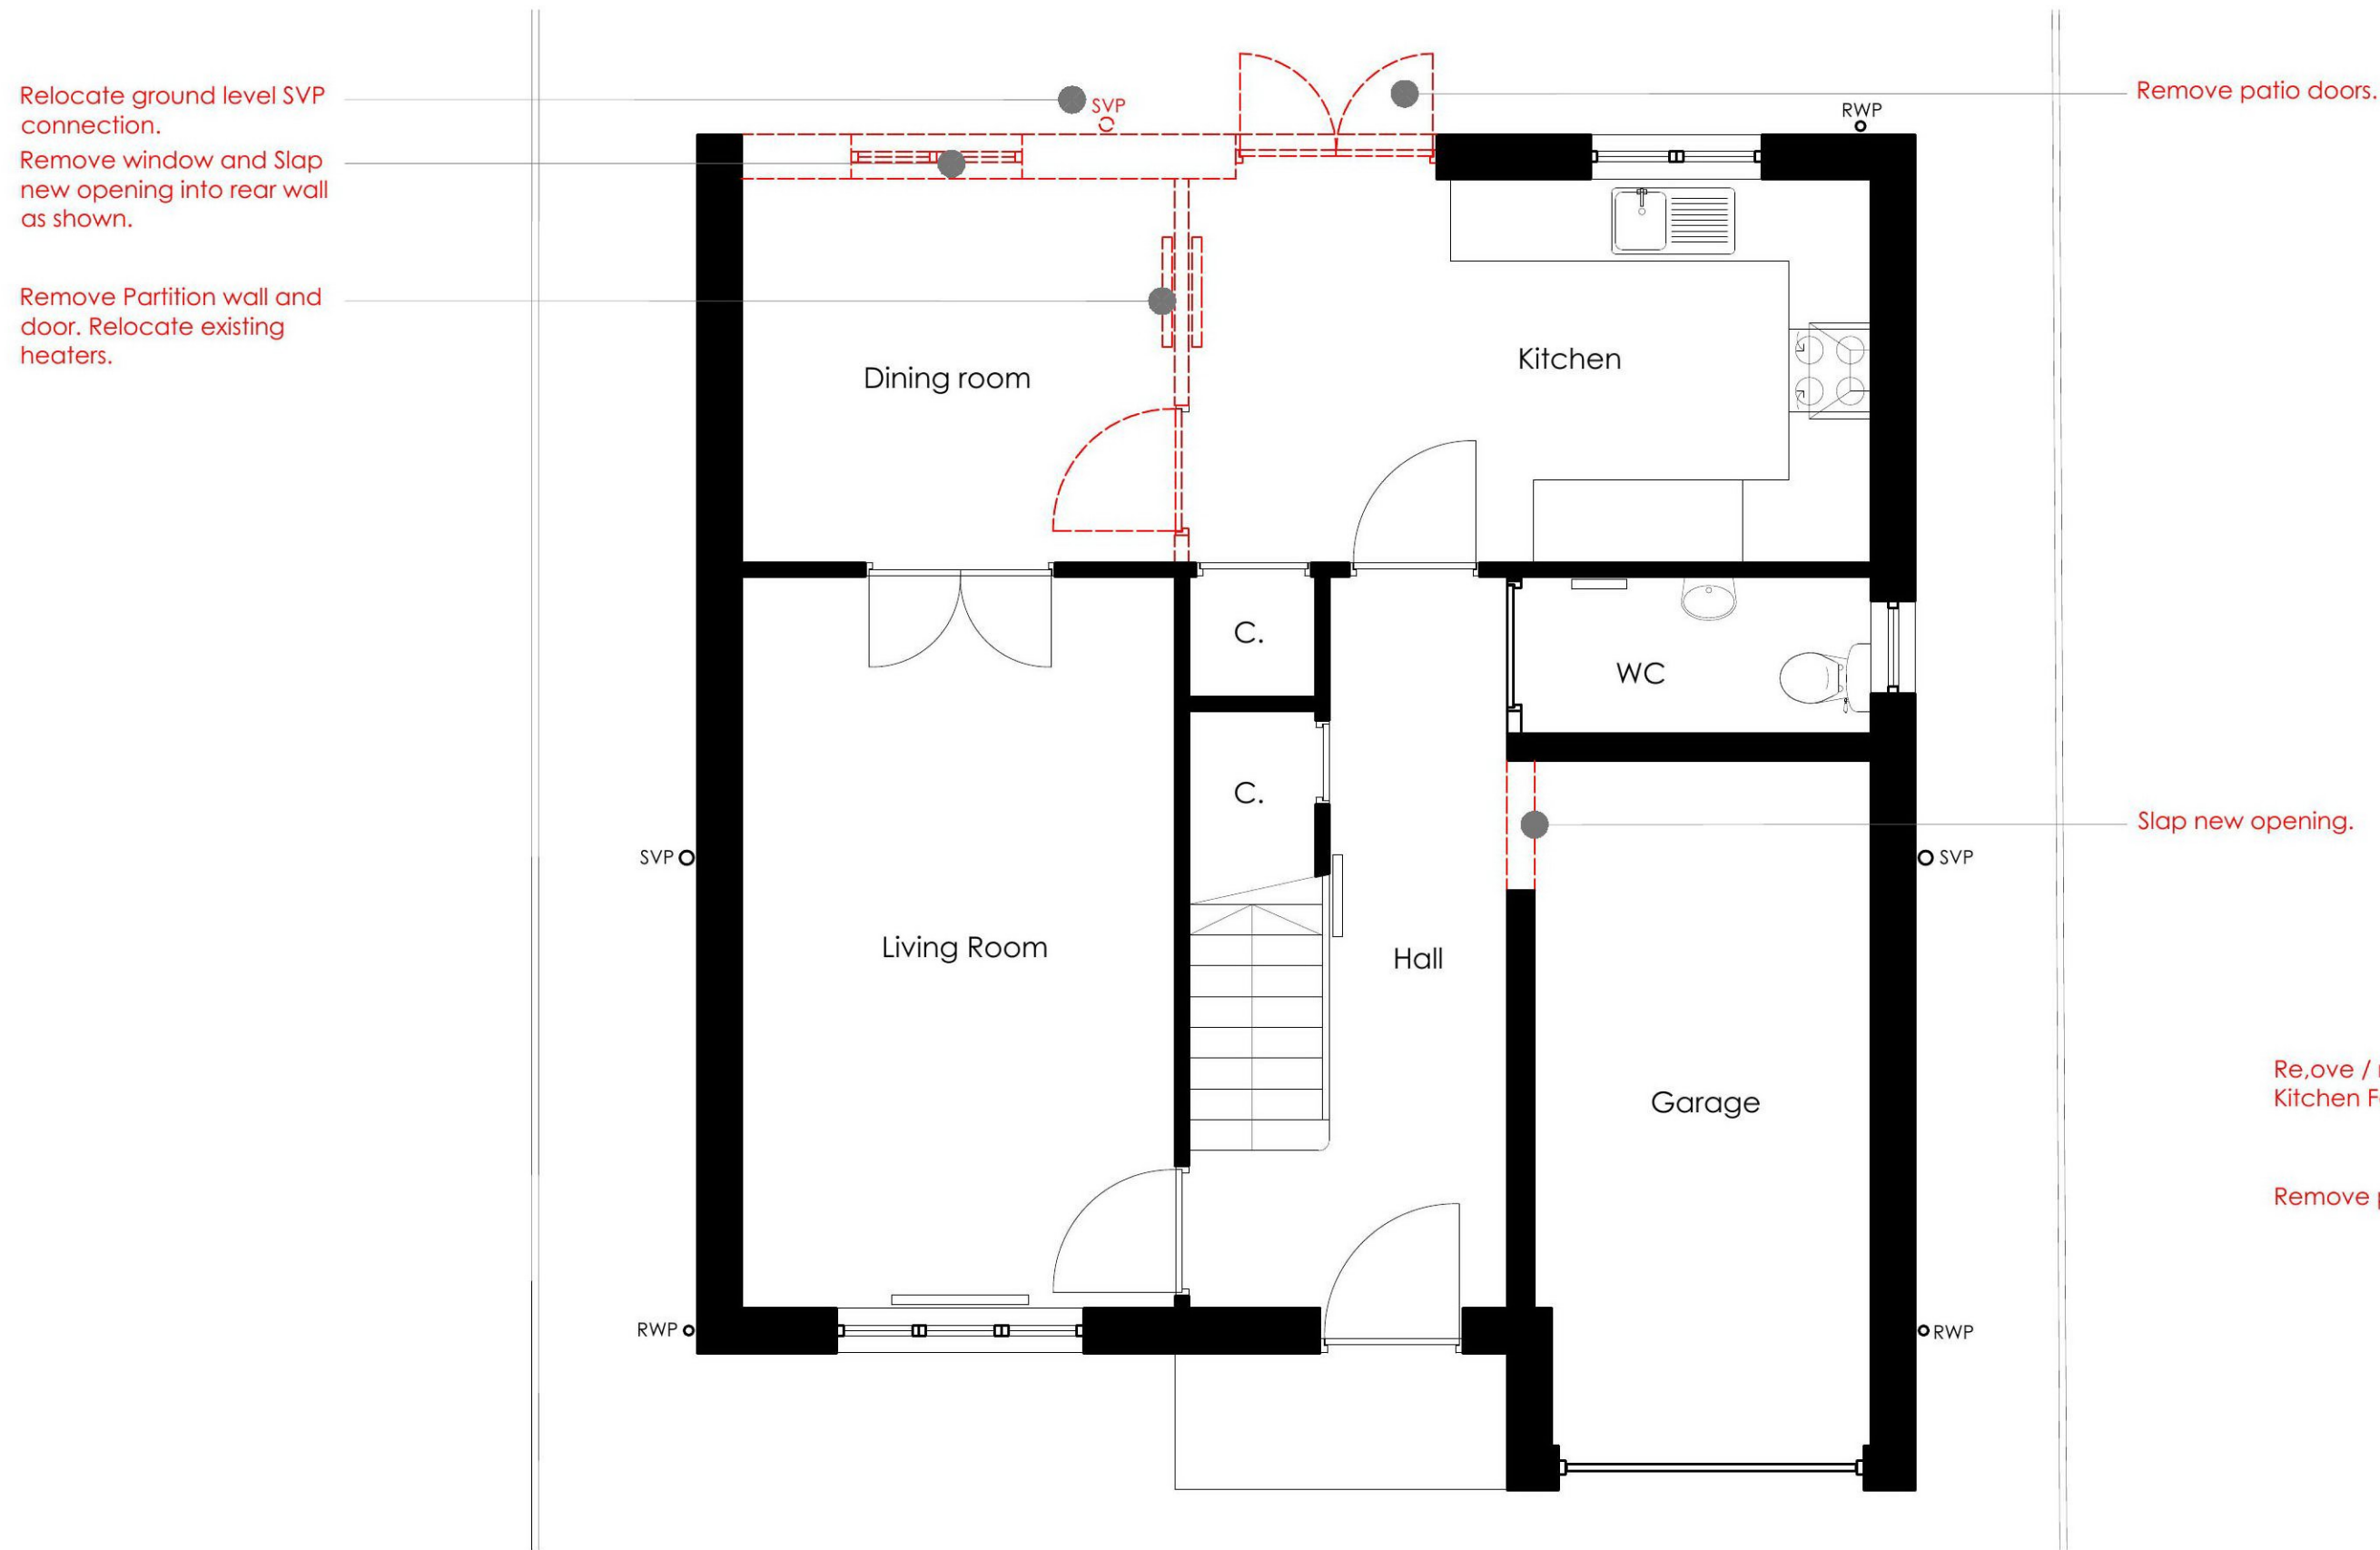 Relocate ground level SVP
connection.
Remove window and Slap
new opening into rear wall
as shown.
Remove Partition wall and
door. Relocate existing
heaters.
SVP
Remove patio doors.
RWP
Dining room
Kitchen
C.
WC
C.
Slap new opening.
SVP
SVP
Living Room
Hall
Re,ove /
Kitchen
Garage
Remove
RWP
RWP